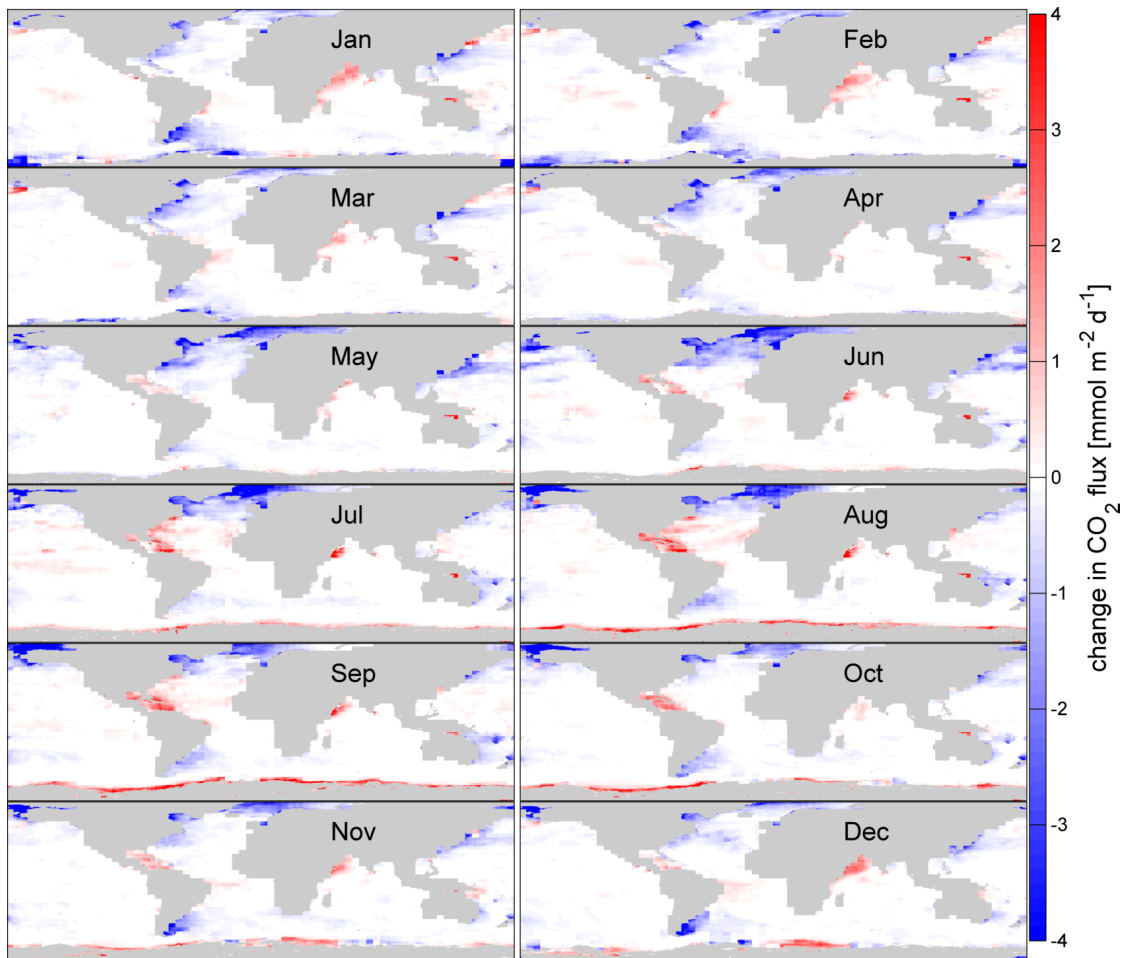 Jan
Feb
Mar
Apr
May
Jun
Jul
Aug
Sep
Oct
Nov
Dec
4
3
2
1
0
-1
-2
-3
-4
change in CO₂ flux [mmol m⁻² d⁻¹]